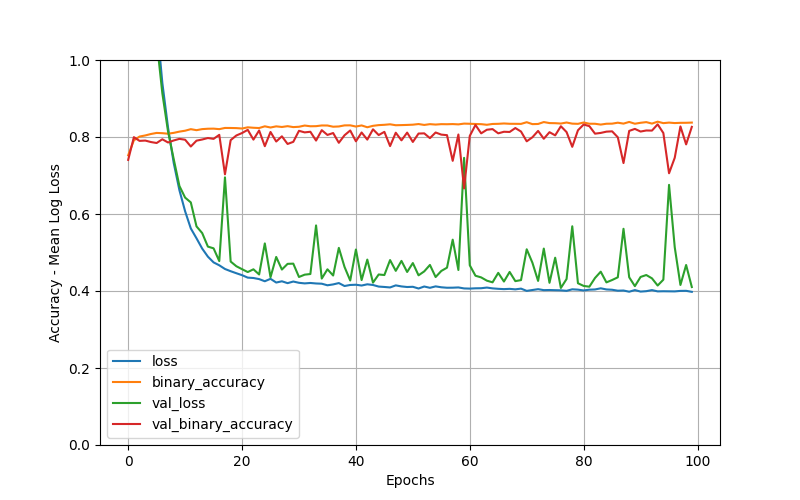 1.0
0.8
0.6
0.4
0.2
0.0
Accuracy - Mean Log Loss
loss
binary_accuracy
val_loss
val_binary_accuracy
0 20 40 60 80 100
Epochs